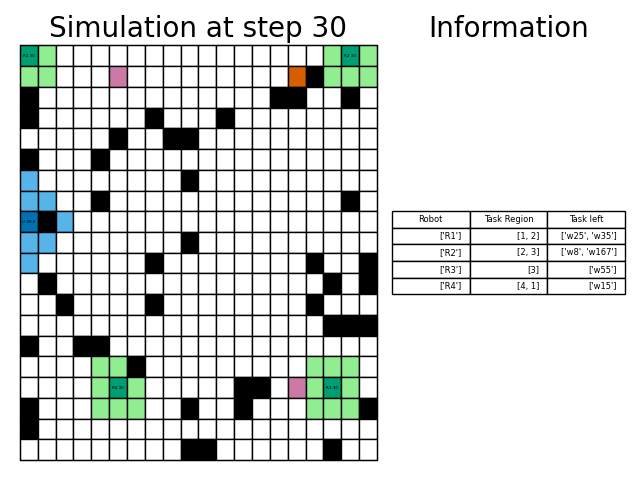 Simulation at step 30
Information
Robot Task Region Task left
['R1'] [1, 2] ['w25', 'w35']
['R2'] [2, 3] ['w8', 'w167']
['R3'] [3] ['w55']
['R4'] [4, 1] ['w15']